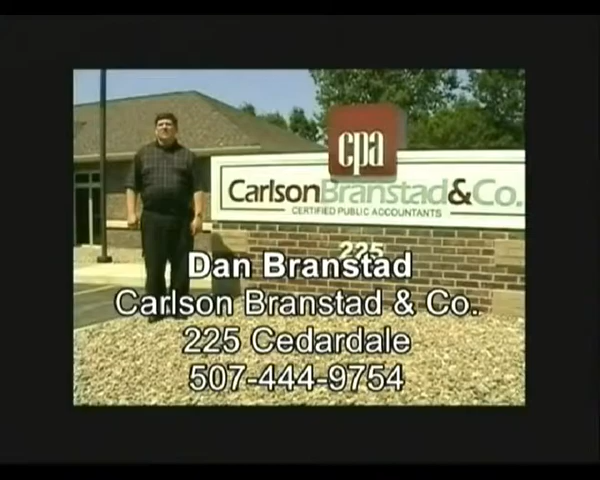 cpa
CarlsonBranstad&Co.
CERTIFIED PUBLIC ACCOUNTANTS
225
Dan Branstad
Carlson Branstad & Co.
225 Cedardale
507-444-9754